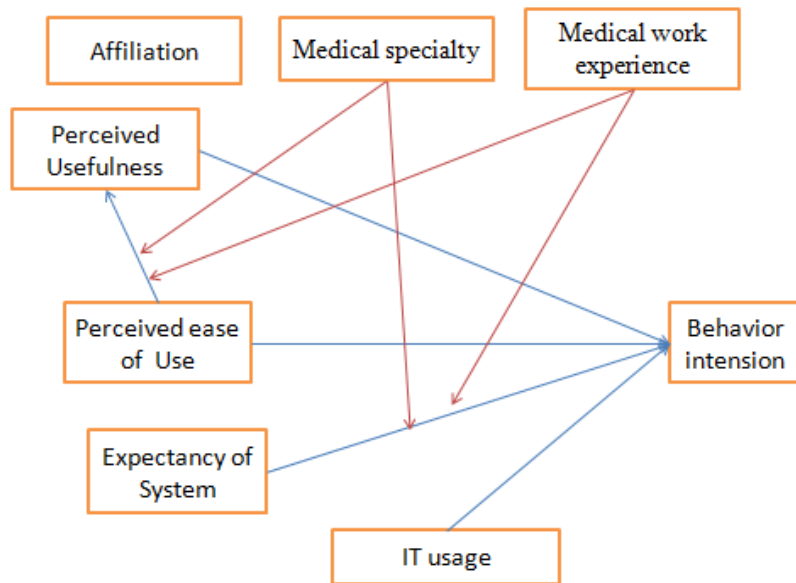 Affiliation
Medical specialty
Medical work
experience
Perceived
Usefulness
Perceived ease
of Use
Behavior
intension
Expectancy of
System
IT usage